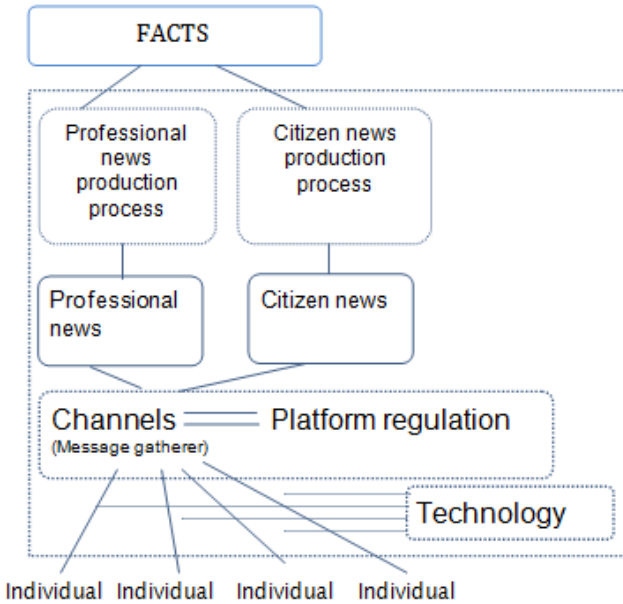 FACTS
Professional
news
production
process
Citizen news
production
process
Professional
news
Citizen news
Channels
Platform regulation
(Message gatherer)
Technology
Individual Individual Individual Individual